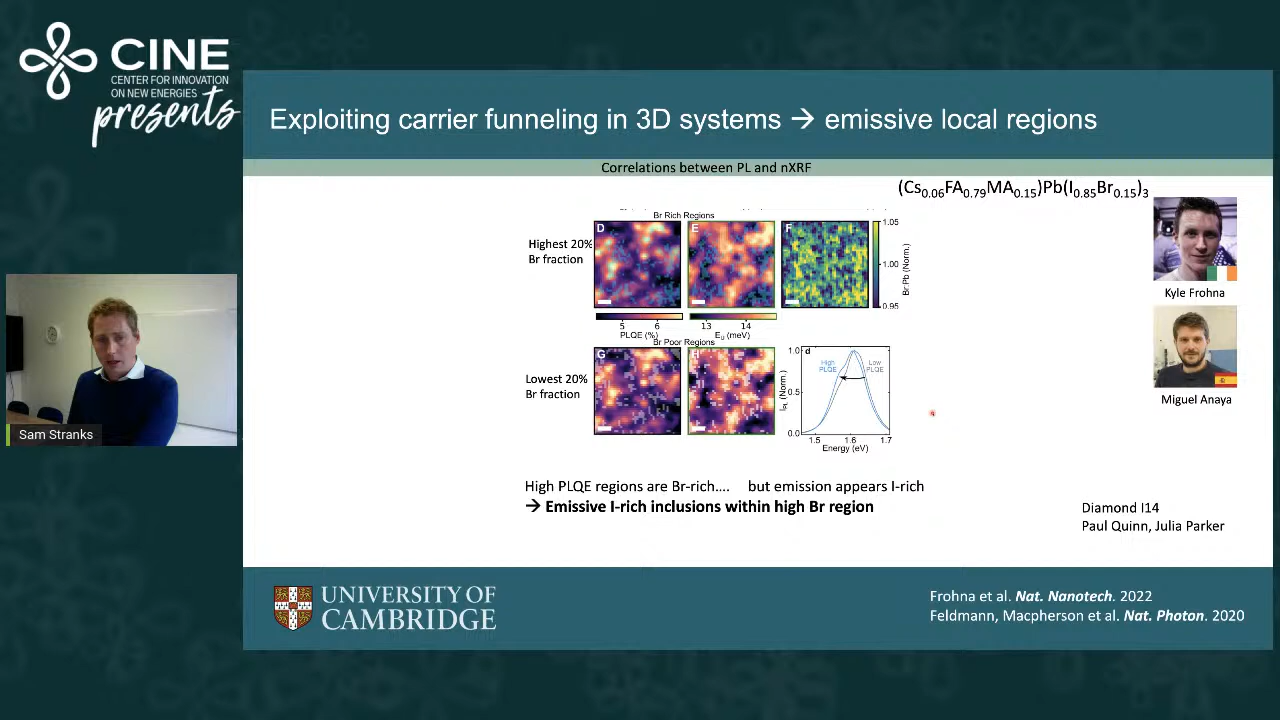 CINE
CENTER FOR INNOVATION
ON NEW ENERGIES
presents
Exploiting carrier funneling in 3D systems → emissive local regions
Correlations between PL and nXRF
(Cs0.06FA0.79MA0.15)Pb(I0.85Br0.15)3
Br Rich Regions
Highest 20%
Br fraction
D
E
F
1.05
1.00
0.95
Br:Pb (Norm.)
5 6
PLQE (%)
13 14
EU (meV)
Br Poor Regions
Lowest 20%
Br fraction
G
H
d
High
PLQE
Low
PLQE
1.0
0.5
0.0
IPL (Norm.)
1.5 1.6 1.7
Energy (eV)
Kyle Frohna
Miguel Anaya
Sam Stranks
High PLQE regions are Br-rich.... but emission appears I-rich
→ Emissive I-rich inclusions within high Br region
Diamond I14
Paul Quinn, Julia Parker
UNIVERSITY OF
CAMBRIDGE
Frohna et al. Nat. Nanotech. 2022
Feldmann, Macpherson et al. Nat. Photon. 2020